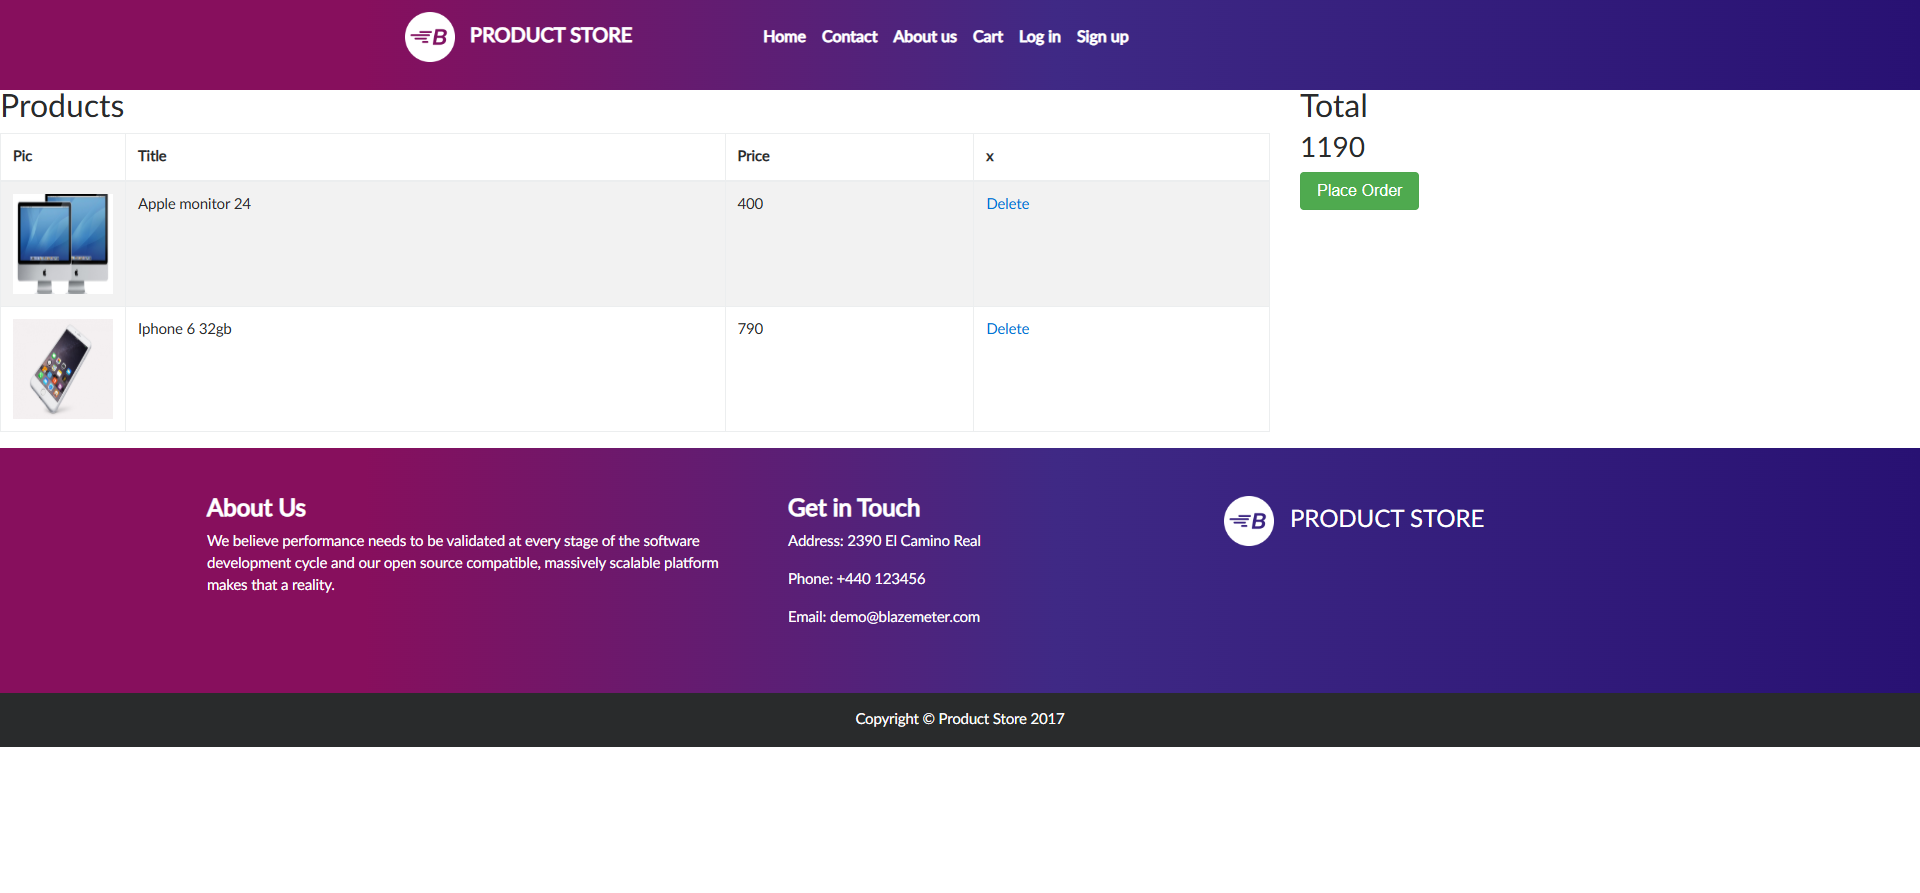 B PRODUCT STORE Home Contact About us Cart Log in Sign up
Products
Pic Title Price x
Apple monitor 24 400 Delete
Iphone 6 32gb 790 Delete
Total
1190
Place Order
About Us
We believe performance needs to be validated at every stage of the software
development cycle and our open source compatible, massively scalable platform
makes that a reality.
Get in Touch
Address: 2390 El Camino Real
Phone: +440 123456
Email: demo@blazemeter.com
B PRODUCT STORE
Copyright © Product Store 2017